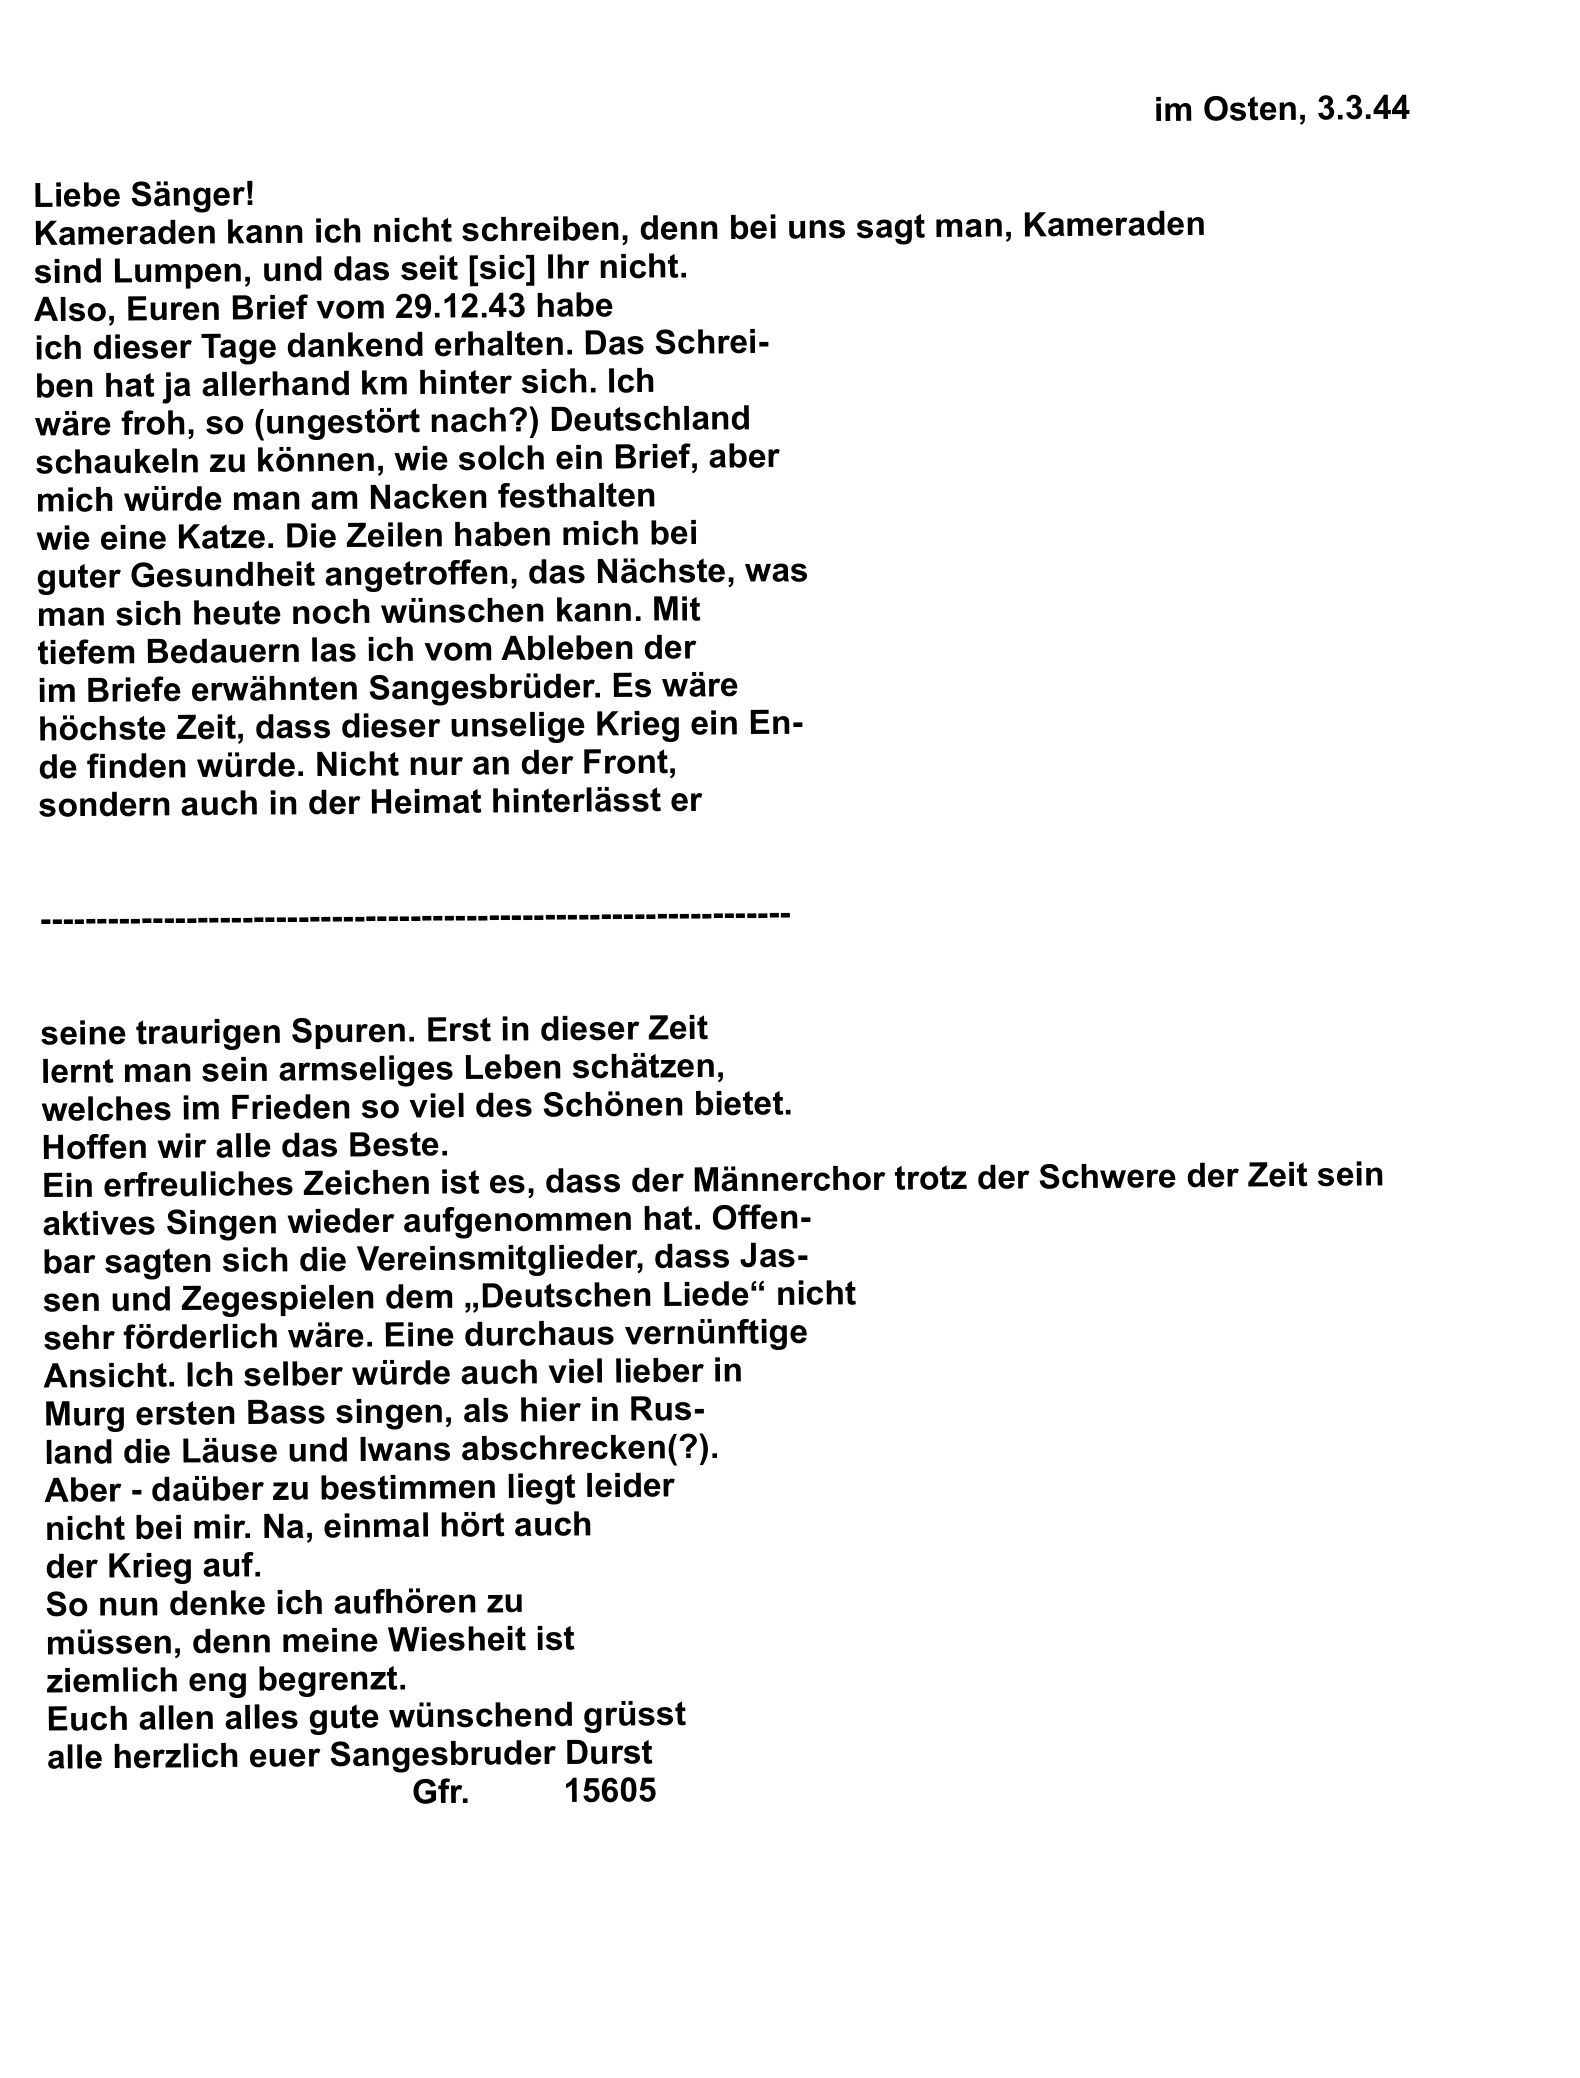 im Osten, 3.3.44
Liebe Sänger!
Kameraden kann ich nicht schreiben, denn bei uns sagt man, Kameraden
sind Lumpen, und das seit [sic] Ihr nicht.
Also, Euren Brief vom 29.12.43 habe
ich dieser Tage dankend erhalten. Das Schrei-
ben hat ja allerhand km hinter sich. Ich
wäre froh, so (ungestört nach?) Deutschland
schaukeln zu können, wie solch ein Brief, aber
mich würde man am Nacken festhalten
wie eine Katze. Die Zeilen haben mich bei
guter Gesundheit angetroffen, das Nächste, was
man sich heute noch wünschen kann. Mit
tiefem Bedauern las ich vom Ableben der
im Briefe erwähnten Sangesbrüder. Es wäre
höchste Zeit, dass dieser unselige Krieg ein En-
de finden würde. Nicht nur an der Front,
sondern auch in der Heimat hinterlässt er
--------------------------------------------------------------------
seine traurigen Spuren. Erst in dieser Zeit
lernt man sein armseliges Leben schätzen,
welches im Frieden so viel des Schönen bietet.
Hoffen wir alle das Beste.
Ein erfreuliches Zeichen ist es, dass der Männerchor trotz der Schwere der Zeit sein
aktives Singen wieder aufgenommen hat. Offen-
bar sagten sich die Vereinsmitglieder, dass Jas-
sen und Zegespielen dem „Deutschen Liede“ nicht
sehr förderlich wäre. Eine durchaus vernünftige
Ansicht. Ich selber würde auch viel lieber in
Murg ersten Bass singen, als hier in Rus-
land die Läuse und Iwans abschrecken(?).
Aber - daüber zu bestimmen liegt leider
nicht bei mir. Na, einmal hört auch
der Krieg auf.
So nun denke ich aufhören zu
müssen, denn meine Wiesheit ist
ziemlich eng begrenzt.
Euch allen alles gute wünschend grüsst
alle herzlich euer Sangesbruder Durst
Gfr. 15605